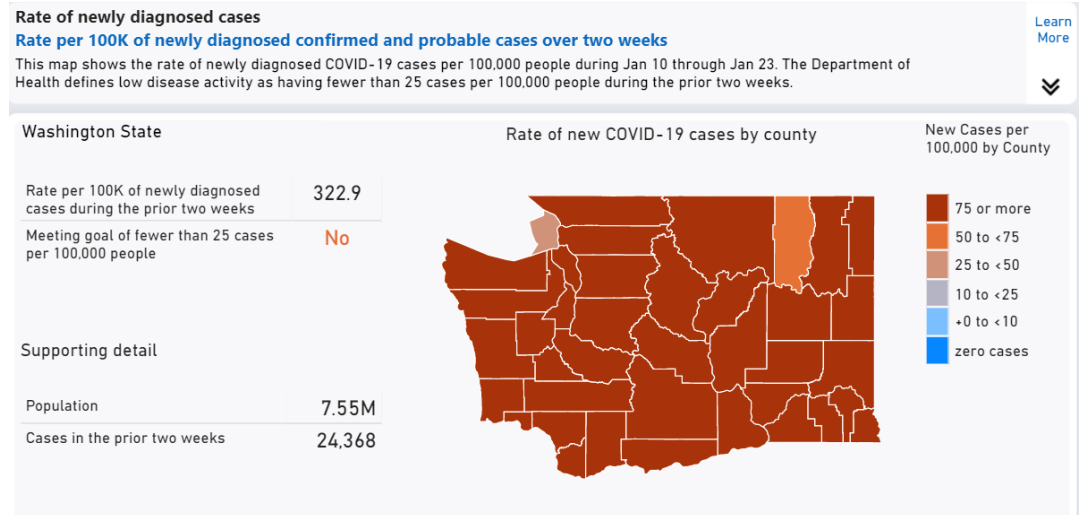 Rate of newly diagnosed cases
Rate per 100K of newly diagnosed confirmed and probable cases over two weeks
This map shows the rate of newly diagnosed COVID-19 cases per 100,000 people during Jan 10 through Jan 23. The Department of
Health defines low disease activity as having fewer than 25 cases per 100,000 people during the prior two weeks.
Learn
More
Washington State
Rate per 100K of newly diagnosed
cases during the prior two weeks
322.9
Meeting goal of fewer than 25 cases
per 100,000 people
No
Supporting detail
Population
7.55M
Cases in the prior two weeks
24,368
Rate of new COVID-19 cases by county
New Cases per
100,000 by County
75 or more
50 to <75
25 to <50
10 to <25
+0 to <10
zero cases